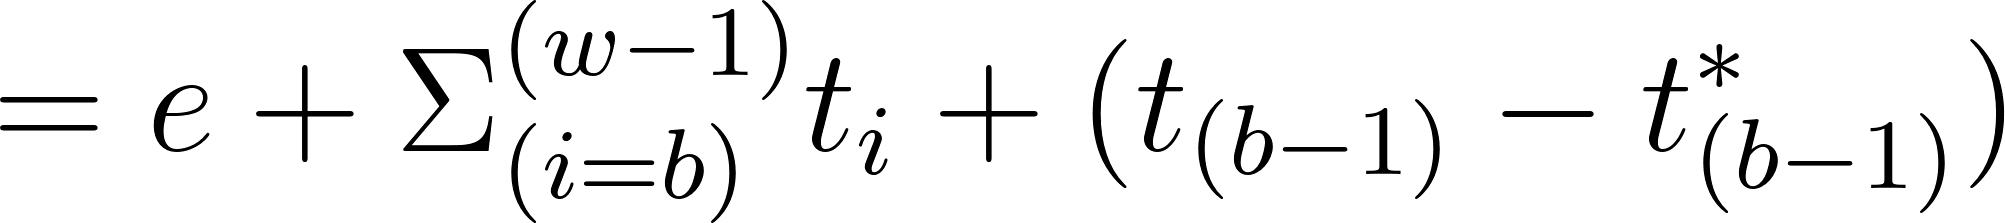 = e + Σ_{(i=b)}^{(w−1)} t_i + (t_{(b−1)} − t^*_{(b−1)})